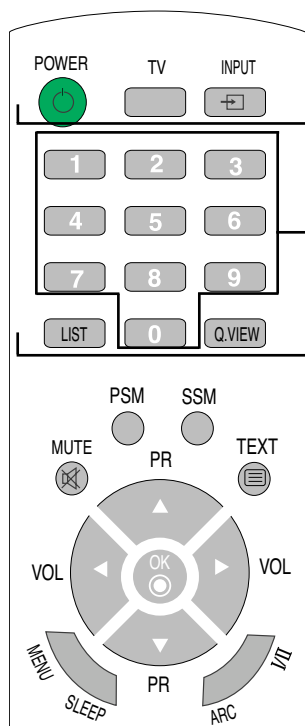 POWER TV INPUT
1 2 3
4 5 6
7 8 9
LIST 0 Q.VIEW
PSM SSM
MUTE PR TEXT
OK
VOL VOL
MENU PR I/II
SLEEP ARC